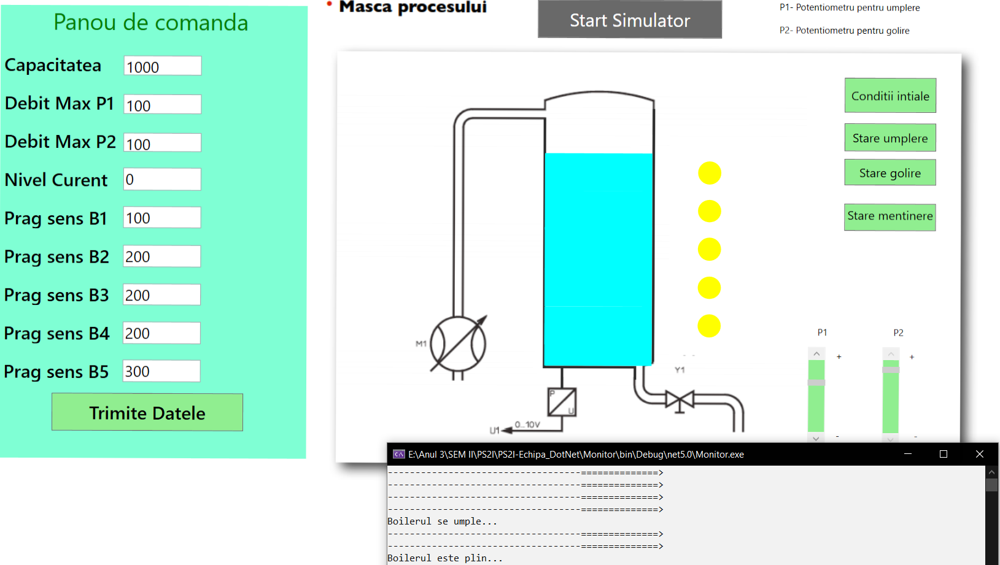 Panou de comanda
Capacitatea 1000
Debit Max P1 100
Debit Max P2 100
Nivel Curent 0
Prag sens B1 100
Prag sens B2 200
Prag sens B3 200
Prag sens B4 200
Prag sens B5 300
Trimite Datele
• Masca procesului
Start Simulator
P1- Potentiometru pentru umplere
P2- Potentiometru pentru golire
Conditii intiale
Stare umplere
Stare golire
Stare mentinere
M1
Y1
P
U
U1
0...10V
P1
P2
+
+
-
-
E:\Anul 3\SEM II\PS2I\PS2I-Echipa_DotNet\Monitor\bin\Debug\net5.0\Monitor.exe
-----------------------------------==============>
-----------------------------------==============>
-----------------------------------==============>
-----------------------------------==============>
Boilerul se umple...
-----------------------------------==============>
-----------------------------------==============>
Boilerul este plin...